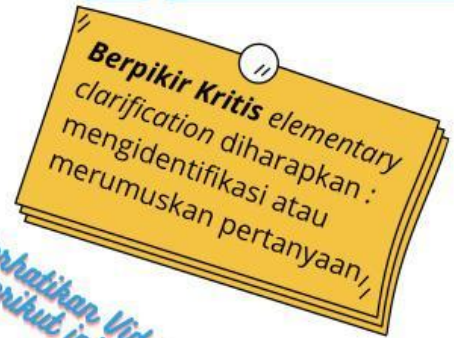 Berpikir Kritis elementary
clarification diharapkan :
mengidentifikasi atau
merumuskan pertanyaan,